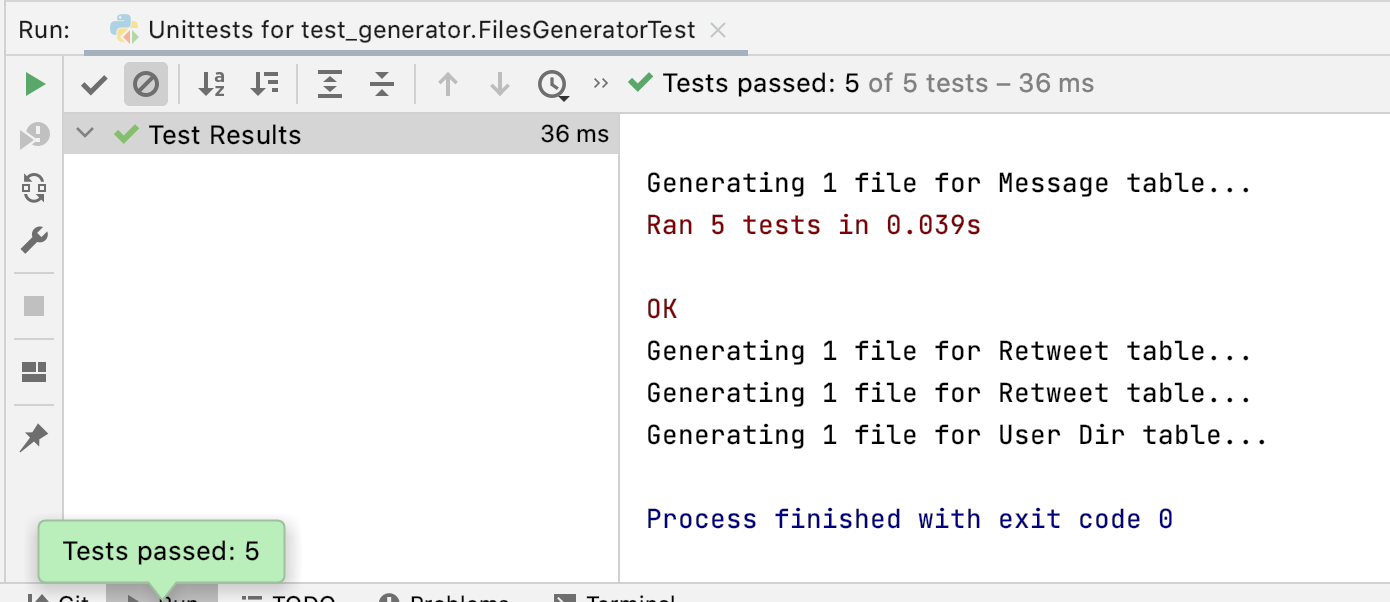 Run: Unittests for test_generator.FilesGeneratorTest
Tests passed: 5 of 5 tests – 36 ms
Test Results 36 ms
Generating 1 file for Message table...
Ran 5 tests in 0.039s
OK
Generating 1 file for Retweet table...
Generating 1 file for Retweet table...
Generating 1 file for User Dir table...
Process finished with exit code 0
Tests passed: 5
Git Run TODO Problems Terminal